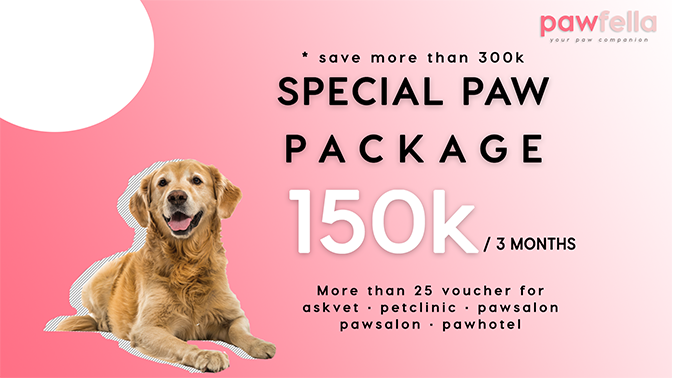 pawfella
your paw companion
* save more than 300k
SPECIAL PAW
PACKAGE
150k / 3 MONTHS
More than 25 voucher for
askvet · petclinic · pawsalon
pawsalon · pawhotel